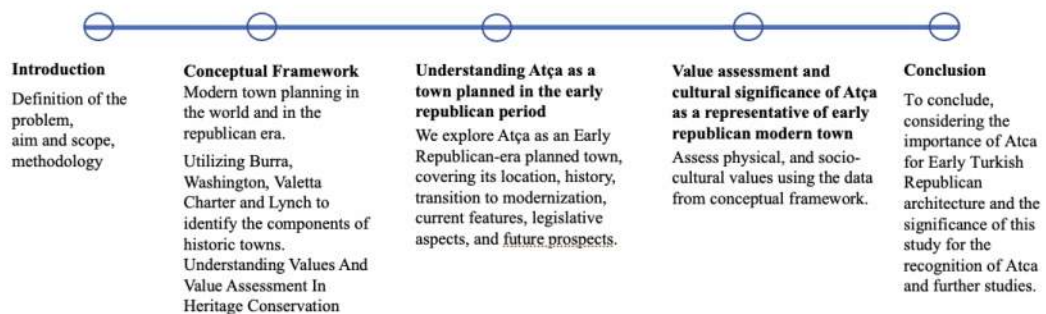 Introduction
Definition of the
problem,
aim and scope,
methodology
Conceptual Framework
Modern town planning in
the world and in the
republican era.
Utilizing Burra,
Washington, Valetta
Charter and Lynch to
identify the components of
historic towns.
Understanding Values And
Value Assessment In
Heritage Conservation
Understanding Atça as a
town planned in the early
republican period
We explore Atça as an Early
Republican-era planned town,
covering its location, history,
transition to modernization,
current features, legislative
aspects, and future prospects.
Value assessment and
cultural significance of Atça
as a representative of early
republican modern town
Assess physical, and socio-
cultural values using the data
from conceptual framework.
Conclusion
To conclude,
considering the
importance of Atca
for Early Turkish
Republican
architecture and the
significance of this
study for the
recognition of Atca
and further studies.